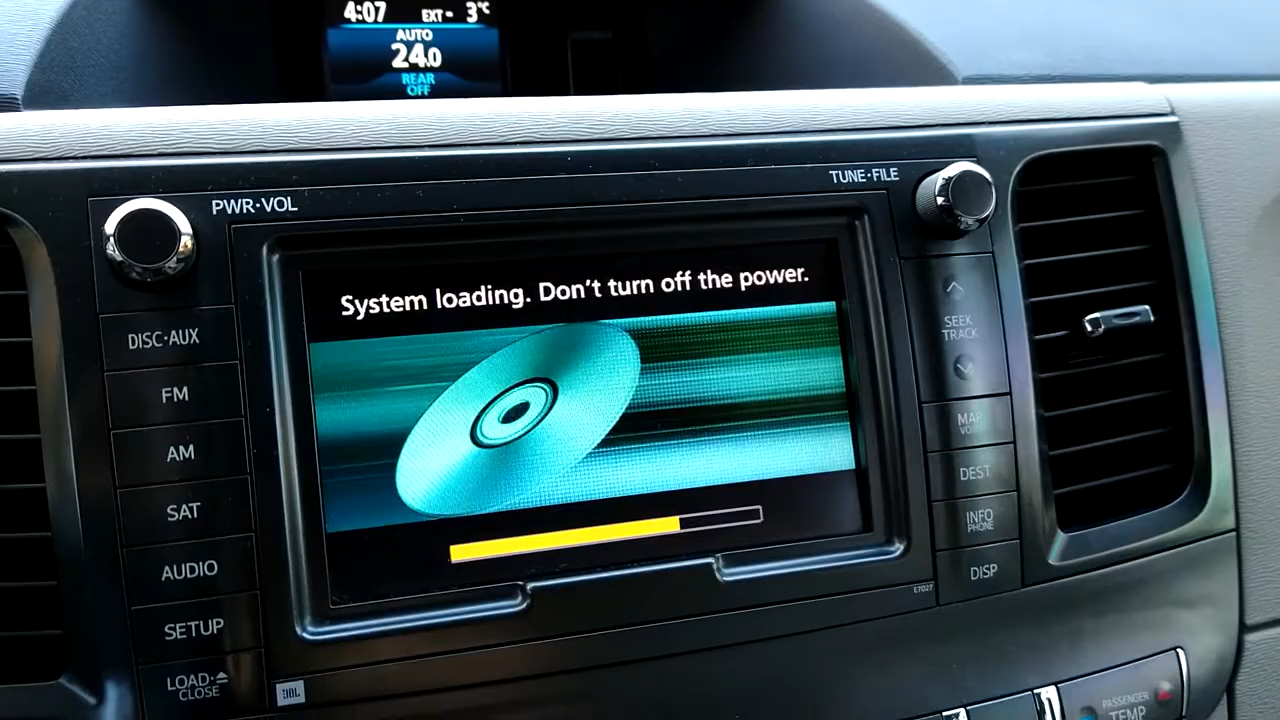 4:07 EXT- 3°C
AUTO
24.0
REAR
OFF
PWR·VOL
TUNE·FILE
System loading. Don't turn off the power.
DISC·AUX
FM
AM
SAT
AUDIO
SETUP
LOAD·⏏
CLOSE
JBL
SEEK
TRACK
MAP
VOICE
DEST
INFO
PHONE
DISP
E7027
PASSENGER
TEMP